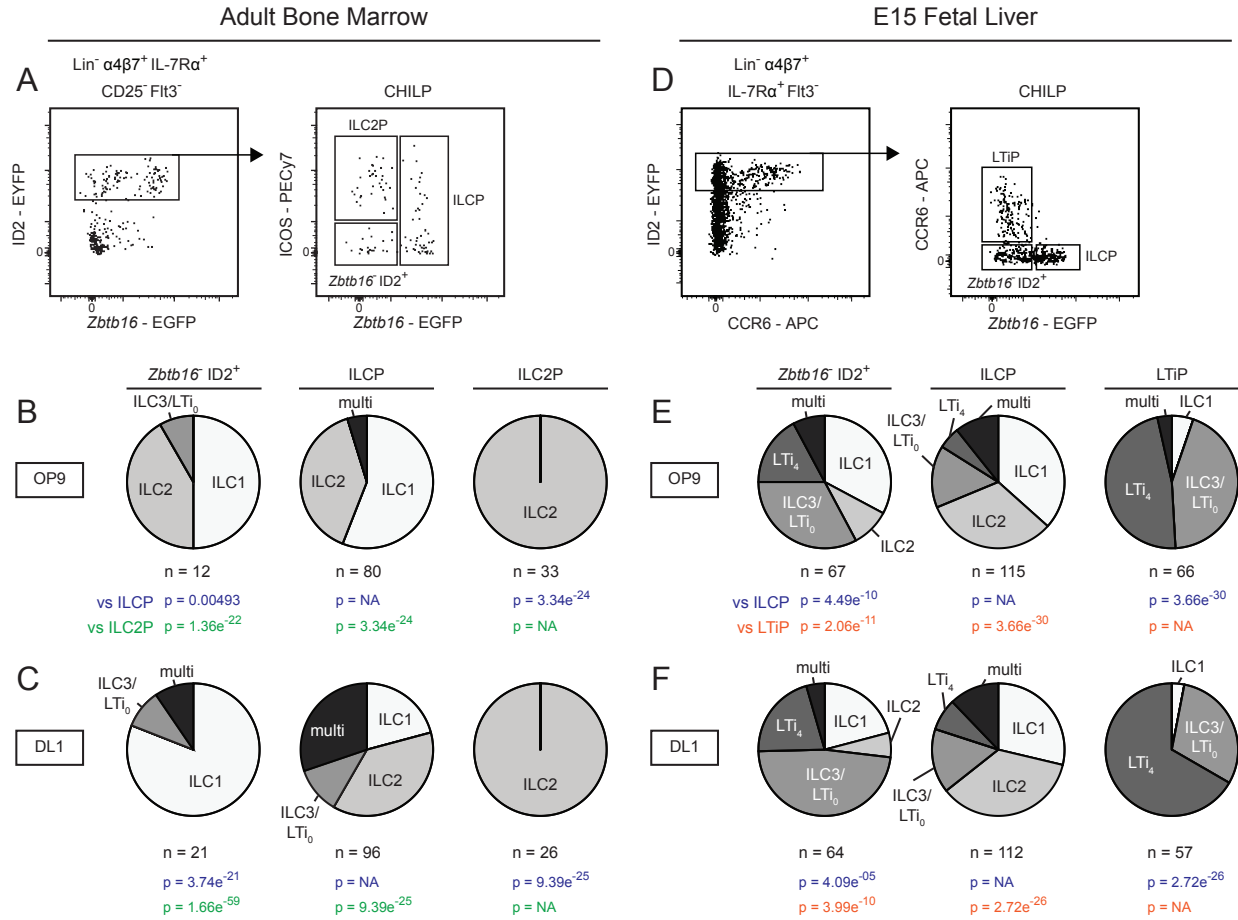 Adult Bone Marrow
E15 Fetal Liver
A
Lin⁻ α4β7⁺ IL-7Rα⁺
CD25⁻ Flt3⁻
CHILP
ID2 - EYFP
0
0
Zbtb16 - EGFP
ICOS - PECy7
ILC2P
ILCP
0
Zbtb16⁻ ID2⁺
0
Zbtb16 - EGFP
D
Lin⁻ α4β7⁺
IL-7Rα⁺ Flt3⁻
CHILP
ID2 - EYFP
0
0
CCR6 - APC
CCR6 - APC
LTiP
ILCP
0
Zbtb16⁻ ID2⁺
0
Zbtb16 - EGFP
B
Zbtb16⁻ ID2⁺
ILCP
ILC2P
OP9
ILC3/LTi₀
ILC2
ILC1
multi
ILC2
ILC1
ILC2
n = 12
n = 80
n = 33
vs ILCP p = 0.00493
p = NA
p = 3.34e⁻²⁴
vs ILC2P p = 1.36e⁻²²
p = 3.34e⁻²⁴
p = NA
E
Zbtb16⁻ ID2⁺
ILCP
LTiP
OP9
multi
LTi₄
ILC1
ILC3/
LTi₀
ILC2
multi
LTi₄
ILC3/
LTi₀
ILC1
ILC2
multi
ILC1
LTi₄
ILC3/
LTi₀
n = 67
n = 115
n = 66
vs ILCP p = 4.49e⁻¹⁰
p = NA
p = 3.66e⁻³⁰
vs LTiP p = 2.06e⁻¹¹
p = 3.66e⁻³⁰
p = NA
C
DL1
multi
ILC3/
LTi₀
ILC1
multi
ILC1
ILC2
ILC3/
LTi₀
ILC2
n = 21
n = 96
n = 26
p = 3.74e⁻²¹
p = NA
p = 9.39e⁻²⁵
p = 1.66e⁻⁵⁹
p = 9.39e⁻²⁵
p = NA
F
DL1
multi
LTi₄
ILC1
ILC2
ILC3/
LTi₀
multi
LTi₄
ILC1
ILC2
ILC3/
LTi₀
ILC1
ILC3/
LTi₀
LTi₄
n = 64
n = 112
n = 57
p = 4.09e⁻⁰⁵
p = NA
p = 2.72e⁻²⁶
p = 3.99e⁻¹⁰
p = 2.72e⁻²⁶
p = NA